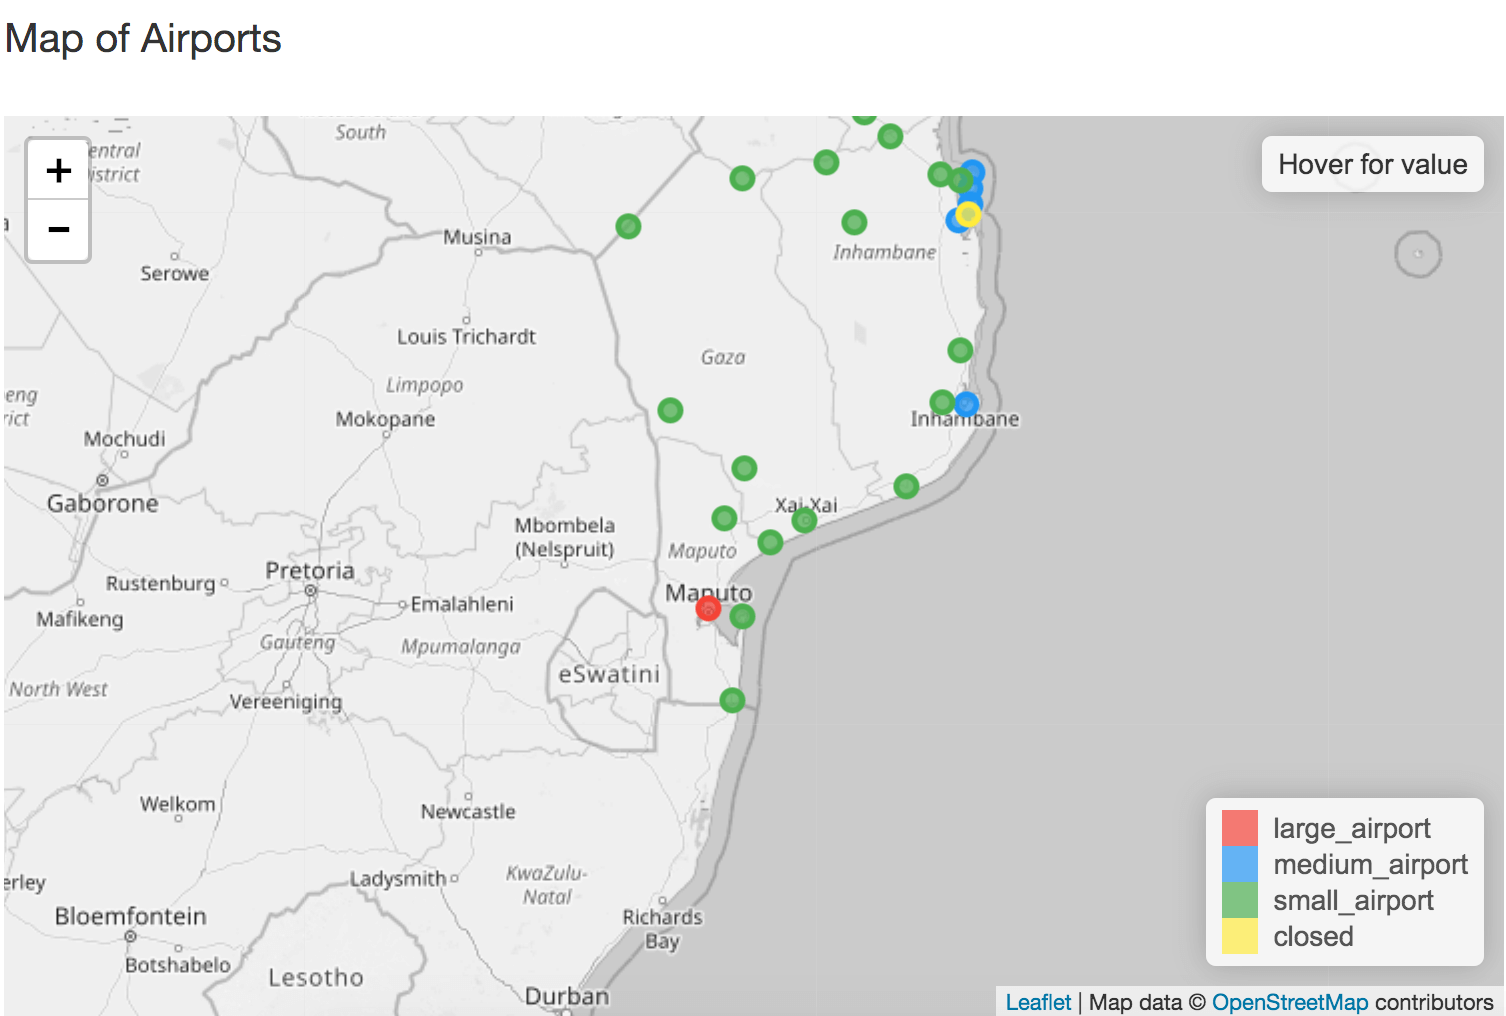 Map of Airports
+
−
South
entral
istrict
Hover for value
Musina
Serowe
Inhambane
Louis Trichardt
Gaza
Limpopo
eng
rict
Mokopane
Mochudi
Inhambane
Gaborone
Xai-Xai
Mbombela
(Nelspruit)
Maputo
Pretoria
Rustenburg
Maputo
Emalahleni
Mafikeng
Gauteng
Mpumalanga
eSwatini
North West
Vereeniging
Welkom
Newcastle
large_airport
medium_airport
small_airport
closed
erley
Ladysmith
KwaZulu-
Natal
Bloemfontein
Richards
Bay
Botshabelo
Lesotho
Durban
Leaflet | Map data © OpenStreetMap contributors